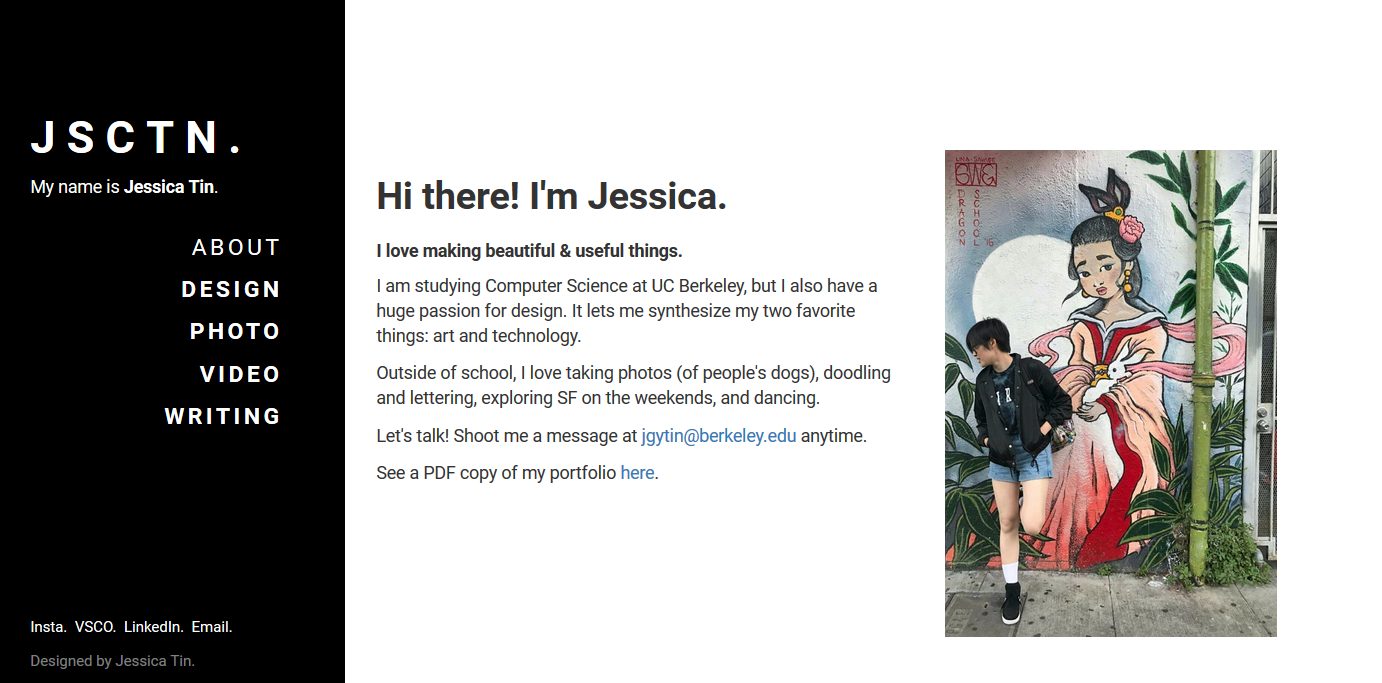 JSCTN.
My name is Jessica Tin.
ABOUT
DESIGN
PHOTO
VIDEO
WRITING
Insta. VSCO. LinkedIn. Email.
Designed by Jessica Tin.
Hi there! I'm Jessica.
I love making beautiful & useful things.
I am studying Computer Science at UC Berkeley, but I also have a
huge passion for design. It lets me synthesize my two favorite
things: art and technology.
Outside of school, I love taking photos (of people's dogs), doodling
and lettering, exploring SF on the weekends, and dancing.
Let's talk! Shoot me a message at jgytin@berkeley.edu anytime.
See a PDF copy of my portfolio here.
DRAGON
SCHOOL